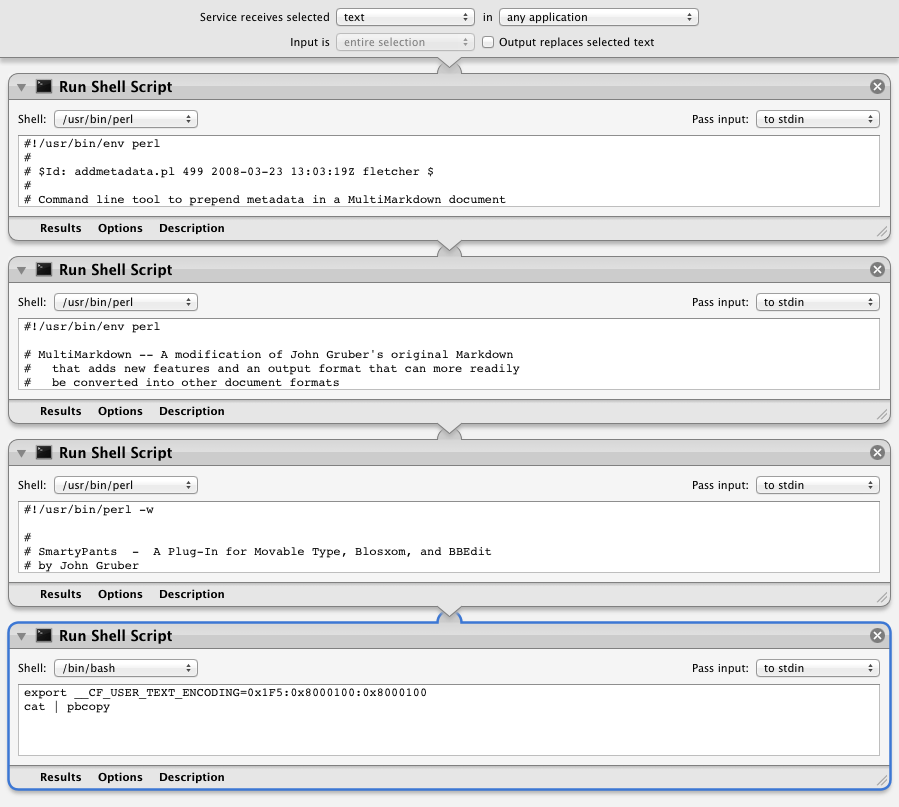 Service receives selected text in any application
Input is entire selection Output replaces selected text
Run Shell Script
Shell: /usr/bin/perl Pass input: to stdin
#!/usr/bin/env perl
#
# $Id: addmetadata.pl 499 2008-03-23 13:03:19Z fletcher $
#
# Command line tool to prepend metadata in a MultiMarkdown document
Results Options Description
Run Shell Script
Shell: /usr/bin/perl Pass input: to stdin
#!/usr/bin/env perl
# MultiMarkdown -- A modification of John Gruber's original Markdown
#   that adds new features and an output format that can more readily
#   be converted into other document formats
Results Options Description
Run Shell Script
Shell: /usr/bin/perl Pass input: to stdin
#!/usr/bin/perl -w
#
# SmartyPants  -  A Plug-In for Movable Type, Blosxom, and BBEdit
# by John Gruber
Results Options Description
Run Shell Script
Shell: /bin/bash Pass input: to stdin
export __CF_USER_TEXT_ENCODING=0x1F5:0x8000100:0x8000100
cat | pbcopy
Results Options Description